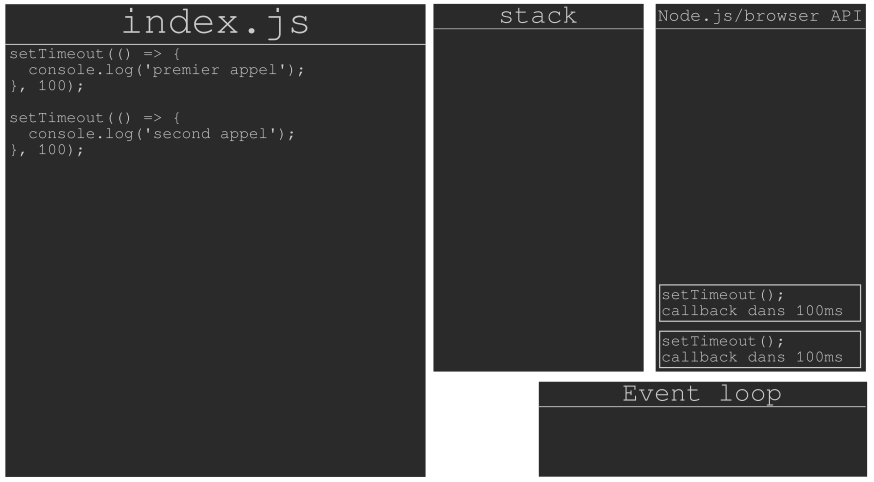 index.js
setTimeout(() => {
  console.log('premier appel');
}, 100);
setTimeout(() => {
  console.log('second appel');
}, 100);
stack
Node.js/browser API
setTimeout();
callback dans 100ms
setTimeout();
callback dans 100ms
Event loop